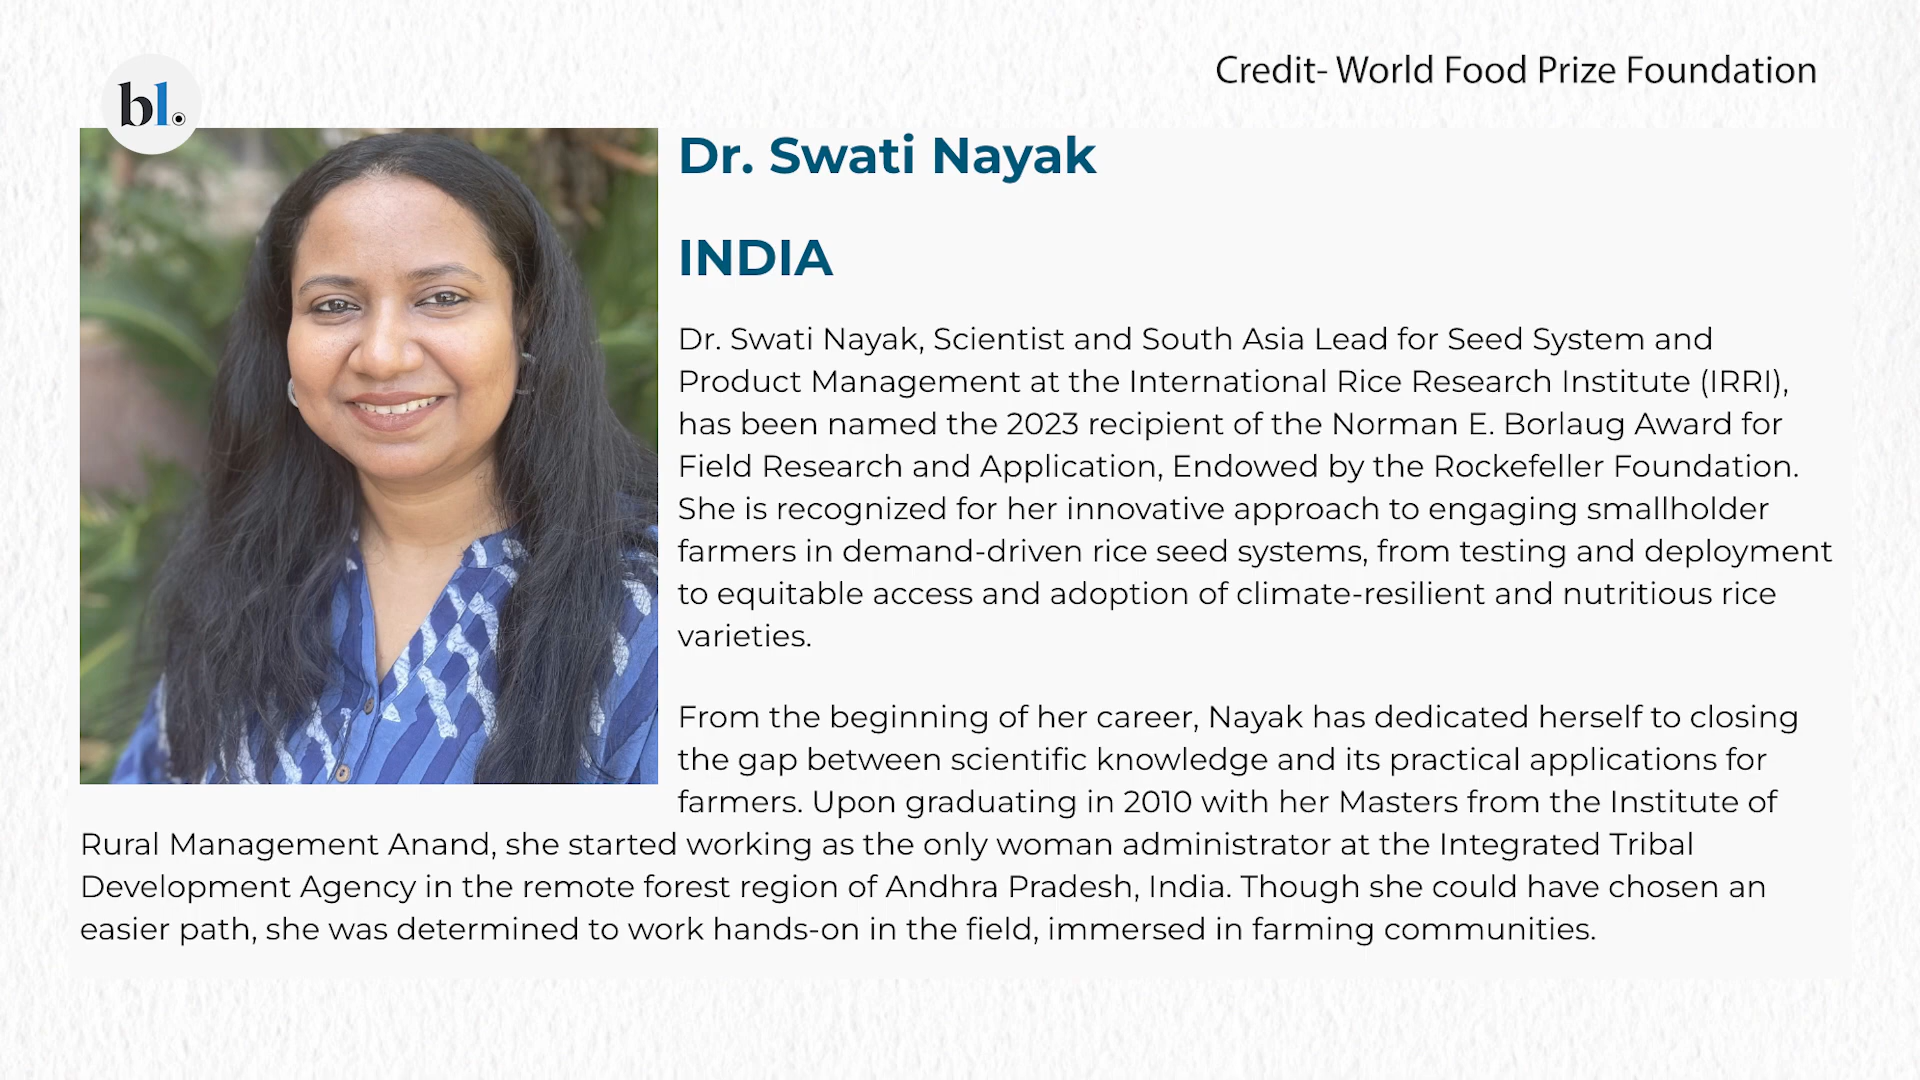 bl.
Credit- World Food Prize Foundation
Dr. Swati Nayak
INDIA
Dr. Swati Nayak, Scientist and South Asia Lead for Seed System and
Product Management at the International Rice Research Institute (IRRI),
has been named the 2023 recipient of the Norman E. Borlaug Award for
Field Research and Application, Endowed by the Rockefeller Foundation.
She is recognized for her innovative approach to engaging smallholder
farmers in demand-driven rice seed systems, from testing and deployment
to equitable access and adoption of climate-resilient and nutritious rice
varieties.
From the beginning of her career, Nayak has dedicated herself to closing
the gap between scientific knowledge and its practical applications for
farmers. Upon graduating in 2010 with her Masters from the Institute of
Rural Management Anand, she started working as the only woman administrator at the Integrated Tribal
Development Agency in the remote forest region of Andhra Pradesh, India. Though she could have chosen an
easier path, she was determined to work hands-on in the field, immersed in farming communities.